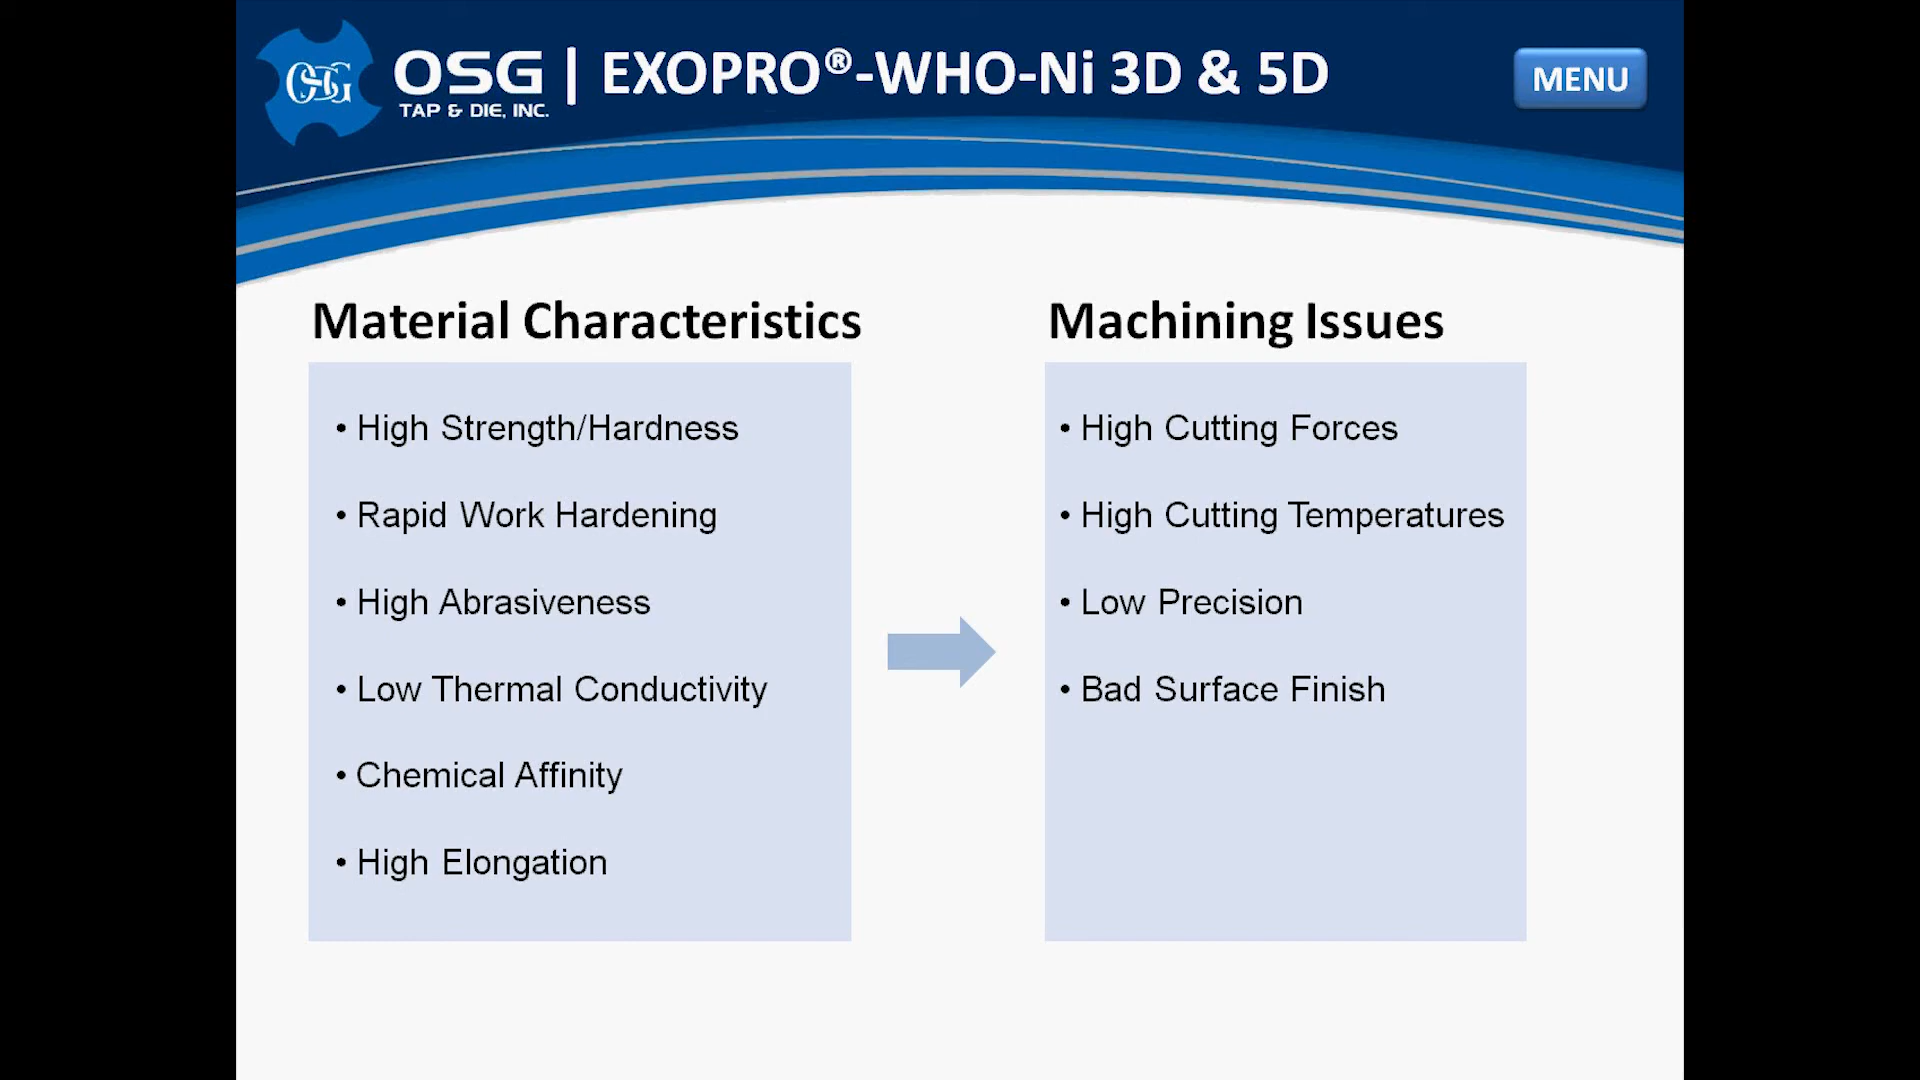 OSG
OSG | EXOPRO®-WHO-Ni 3D & 5D
TAP & DIE, INC.
MENU
Material Characteristics
• High Strength/Hardness
• Rapid Work Hardening
• High Abrasiveness
• Low Thermal Conductivity
• Chemical Affinity
• High Elongation
Machining Issues
• High Cutting Forces
• High Cutting Temperatures
• Low Precision
• Bad Surface Finish